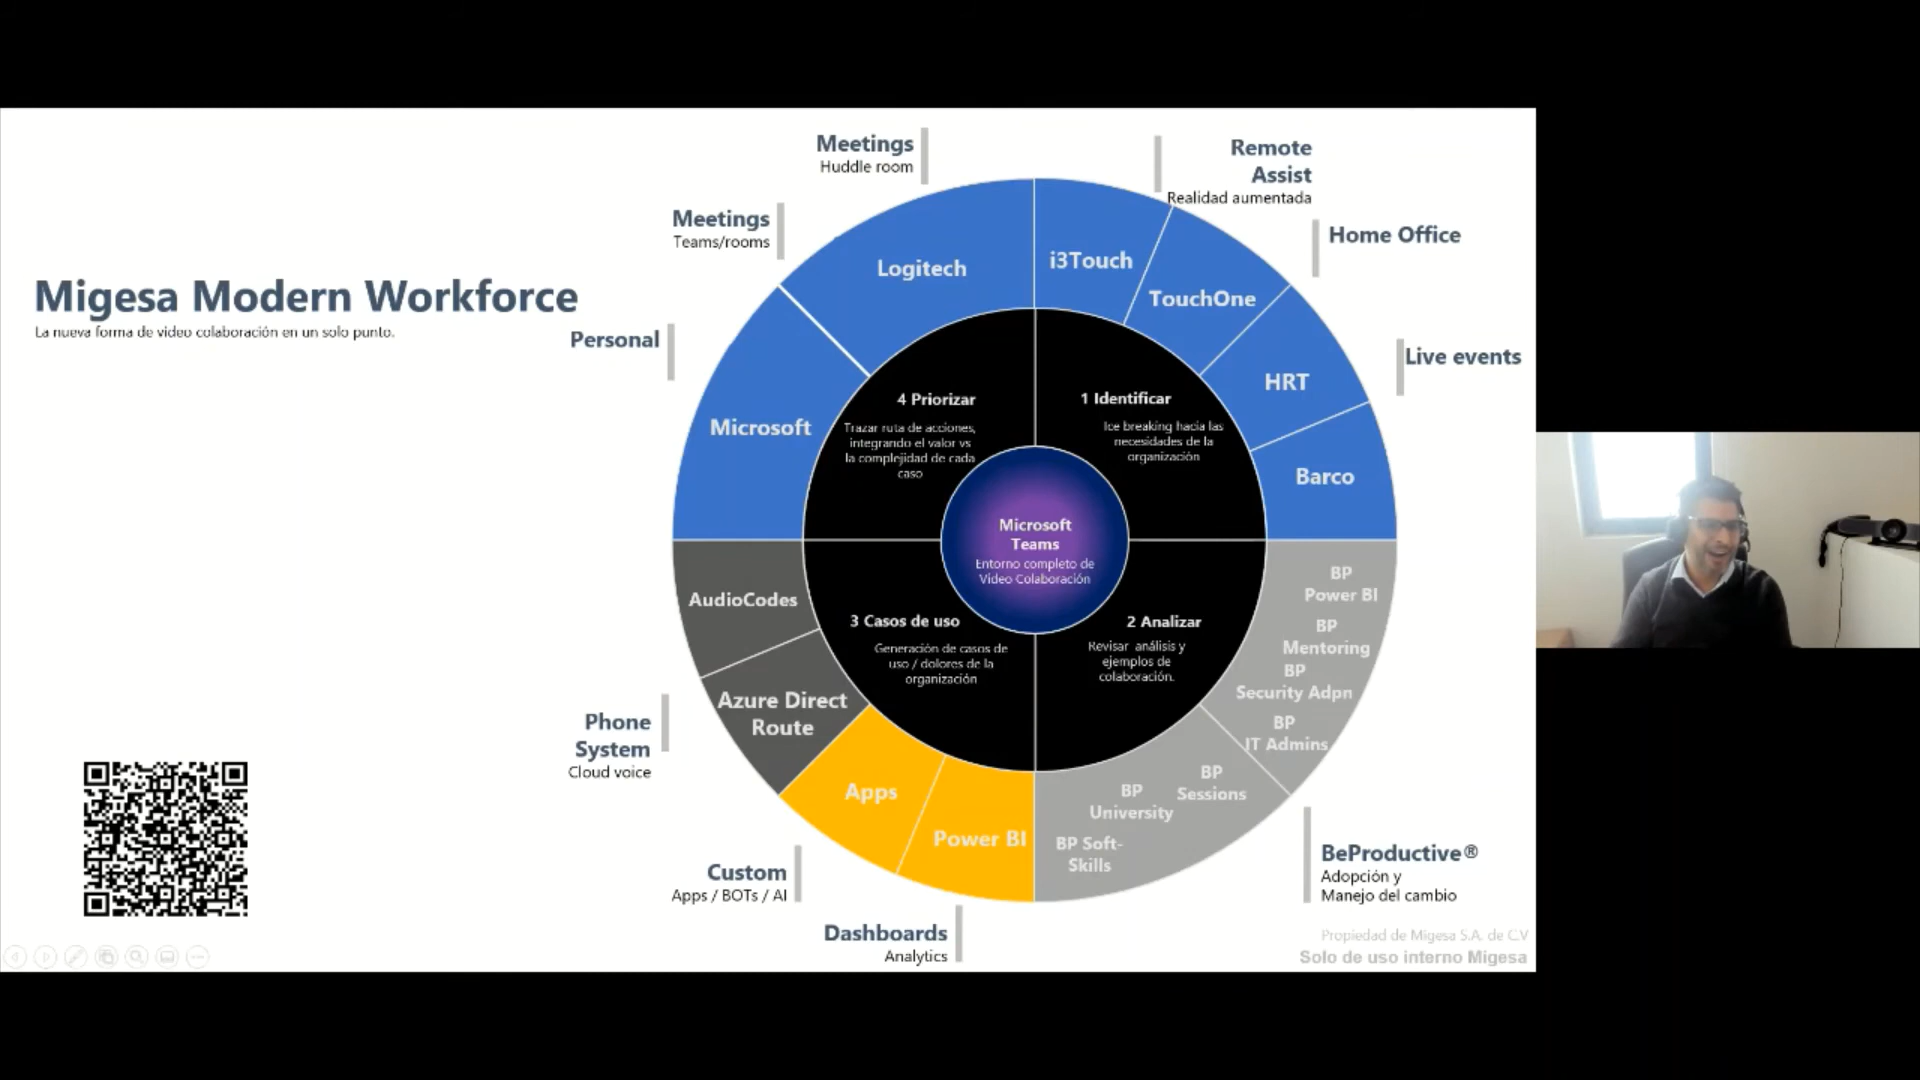 Migesa Modern Workforce
La nueva forma de video colaboración en un solo punto.
Meetings
Huddle room
Meetings
Teams/rooms
Personal
Remote
Assist
Realidad aumentada
Home Office
Live events
Logitech
i3Touch
TouchOne
Microsoft
HRT
Barco
4 Priorizar
Trazar ruta de acciones,
integrando el valor vs
la complejidad de cada
caso
1 Identificar
Ice breaking hacia las
necesidades de la
organización
Microsoft
Teams
Entorno completo de
Video Colaboración
3 Casos de uso
Generación de casos de
uso / dolores de la
organización
2 Analizar
Revisar análisis y
ejemplos de
colaboración.
AudioCodes
Azure Direct
Route
Apps
Power BI
BP
Power BI
BP
Mentoring
BP
Security Adpn
BP
IT Admins
BP
Sessions
BP
University
BP Soft-
Skills
Phone
System
Cloud voice
Custom
Apps / BOTs / AI
Dashboards
Analytics
BeProductive®
Adopción y
Manejo del cambio
Propiedad de Migesa S.A. de C.V
Solo de uso interno Migesa